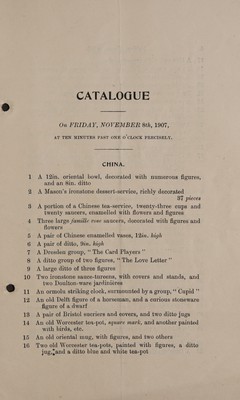 CATALOGUE
On FRIDAY, NOVEMBER 8th, 1907,
AT TEN MINUTES PAST ONE O'CLOCK PRECISELY.
CHINA.
1 A 12in. oriental bowl, decorated with numerous figures,
and an 8in. ditto
2 A Mason's ironstone dessert-service, richly decorated
37 pieces
3 A portion of a Chinese tea-service, twenty-three cups and
twenty saucers, enamelled with flowers and figures
4 Three large famille rose saucers, decorated with figures and
flowers
5 A pair of Chinese enamelled vases, 12in. high
6 A pair of ditto, 9in. high
7 A Dresden group, "The Card Players"
8 A ditto group of two figures, "The Love Letter"
9 A large ditto of three figures
10 Two ironstone sauce-tureens, with covers and stands, and
two Doulton-ware jardinières
11 An ormolu striking clock, surmounted by a group, "Cupid"
12 An old Delft figure of a horseman, and a curious stoneware
figure of a dwarf
13 A pair of Bristol ewers and covers, and two ditto jugs
14 An old Worcester tea-pot, square mark, and another painted
with birds, etc.
15 An old oriental mug, with figures, and two others
16 Two old Worcester tea-pots, painted with figures, a ditto
jug, and a ditto blue and white tea-pot